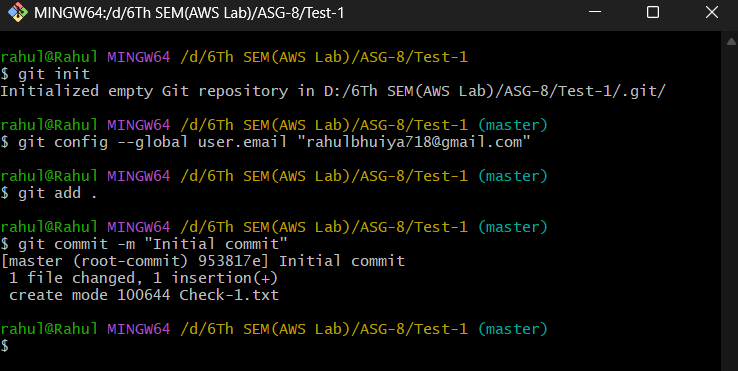 MINGW64:/d/6Th SEM(AWS Lab)/ASG-8/Test-1
rahul@Rahul MINGW64 /d/6Th SEM(AWS Lab)/ASG-8/Test-1
$ git init
Initialized empty Git repository in D:/6Th SEM(AWS Lab)/ASG-8/Test-1/.git/
rahul@Rahul MINGW64 /d/6Th SEM(AWS Lab)/ASG-8/Test-1 (master)
$ git config --global user.email "rahulbhuiya718@gmail.com"
rahul@Rahul MINGW64 /d/6Th SEM(AWS Lab)/ASG-8/Test-1 (master)
$ git add .
rahul@Rahul MINGW64 /d/6Th SEM(AWS Lab)/ASG-8/Test-1 (master)
$ git commit -m "Initial commit"
[master (root-commit) 953817e] Initial commit
 1 file changed, 1 insertion(+)
 create mode 100644 Check-1.txt
rahul@Rahul MINGW64 /d/6Th SEM(AWS Lab)/ASG-8/Test-1 (master)
$